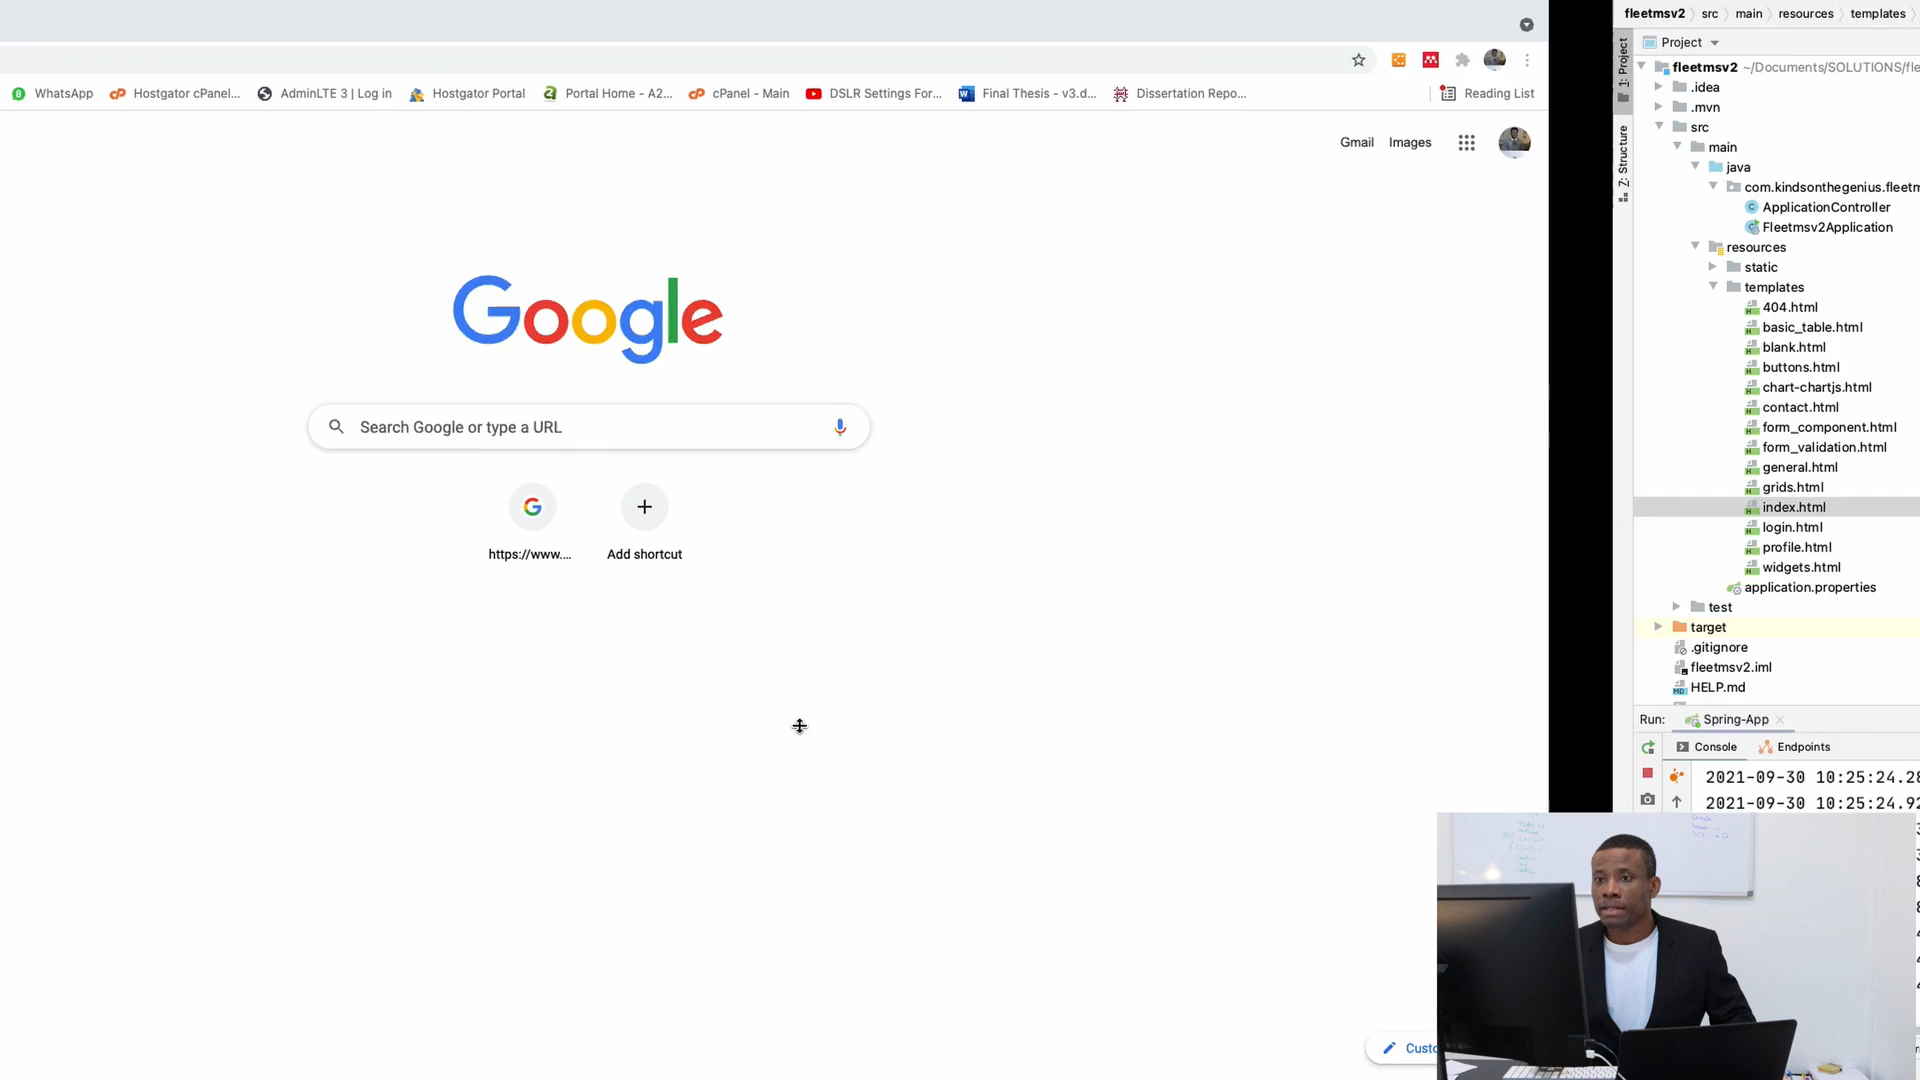 WhatsApp
Hostgator cPanel...
AdminLTE 3 | Log in
Hostgator Portal
Portal Home - A2...
cPanel - Main
DSLR Settings For...
Final Thesis - v3.d...
Dissertation Repo...
Reading List
Gmail
Images
Google
Search Google or type a URL
https://www....
Add shortcut
fleetmsv2
src
main
resources
templates
Project
1: Project
Z: Structure
fleetmsv2 ~/Documents/SOLUTIONS/fle
.idea
.mvn
src
main
java
com.kindsonthegenius.fleetm
ApplicationController
Fleetmsv2Application
resources
static
templates
404.html
basic_table.html
blank.html
buttons.html
chart-chartjs.html
contact.html
form_component.html
form_validation.html
general.html
grids.html
index.html
login.html
profile.html
widgets.html
application.properties
test
target
.gitignore
fleetmsv2.iml
HELP.md
Run:
Spring-App
Console
Endpoints
2021-09-30 10:25:24.28
2021-09-30 10:25:24.92
Custo